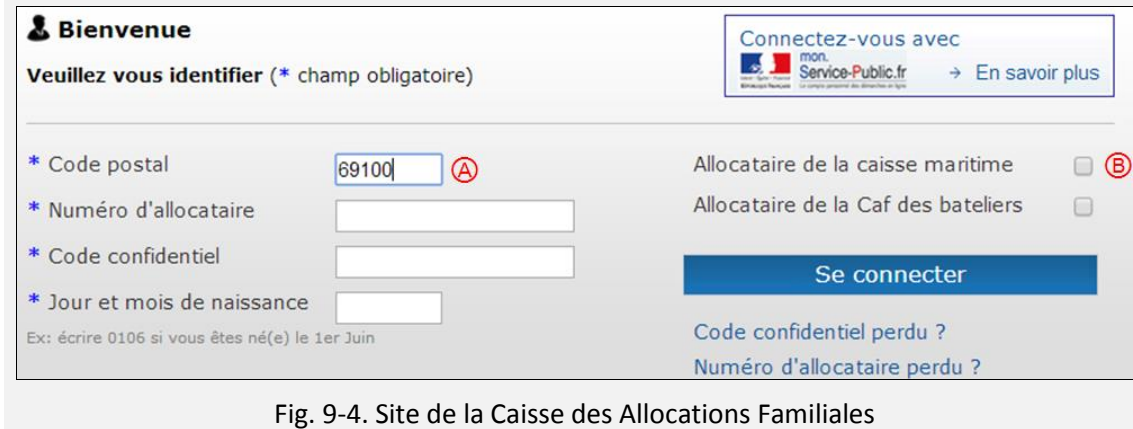 Bienvenue
Veuillez vous identifier (* champ obligatoire)
Connectez-vous avec
mon.
Service-Public.fr → En savoir plus
* Code postal
69100
A
* Numéro d'allocataire
* Code confidentiel
* Jour et mois de naissance
Ex: écrire 0106 si vous êtes né(e) le 1er Juin
Allocataire de la caisse maritime
B
Allocataire de la Caf des bateliers
Se connecter
Code confidentiel perdu ?
Numéro d'allocataire perdu ?
Fig. 9-4. Site de la Caisse des Allocations Familiales